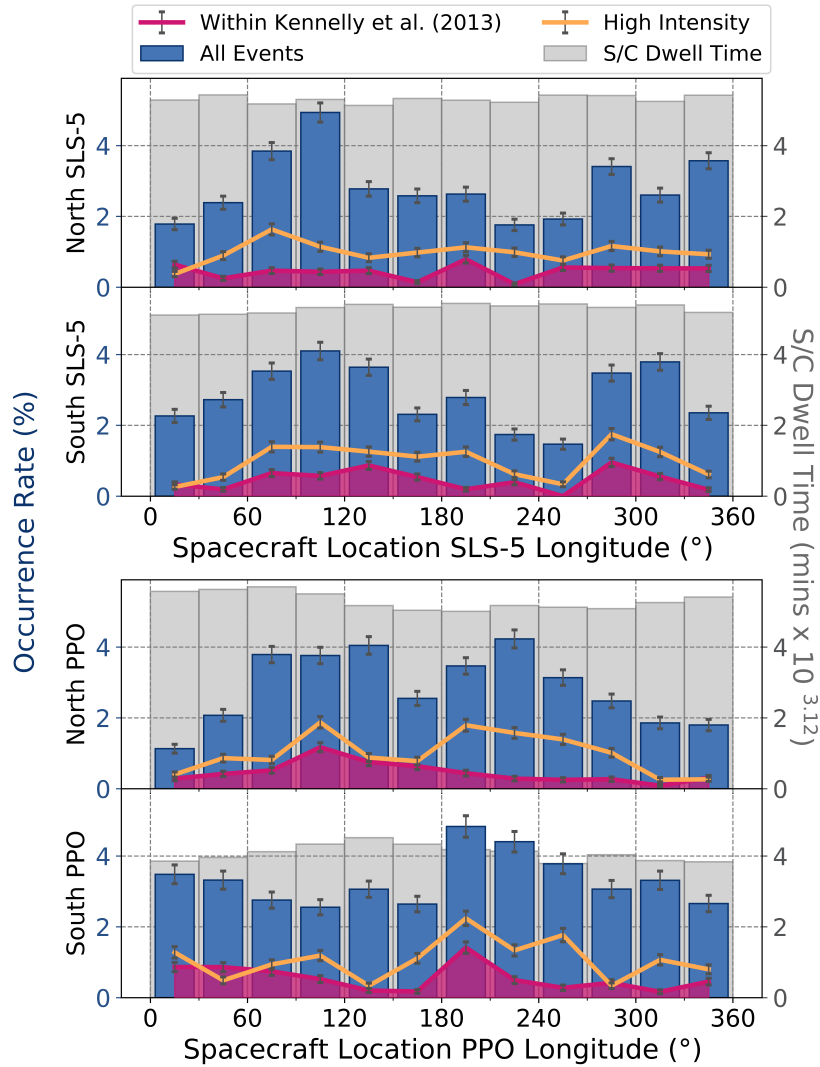 Within Kennelly et al. (2013)
High Intensity
All Events
S/C Dwell Time
North SLS-5
4
2
0
4
2
0
South SLS-5
4
2
0
4
2
0
0 60 120 180 240 300 360
Spacecraft Location SLS-5 Longitude (°)
Occurrence Rate (%)
S/C Dwell Time (mins x 10 3.12)
North PPO
4
2
0
4
2
0
South PPO
4
2
0
4
2
0
0 60 120 180 240 300 360
Spacecraft Location PPO Longitude (°)